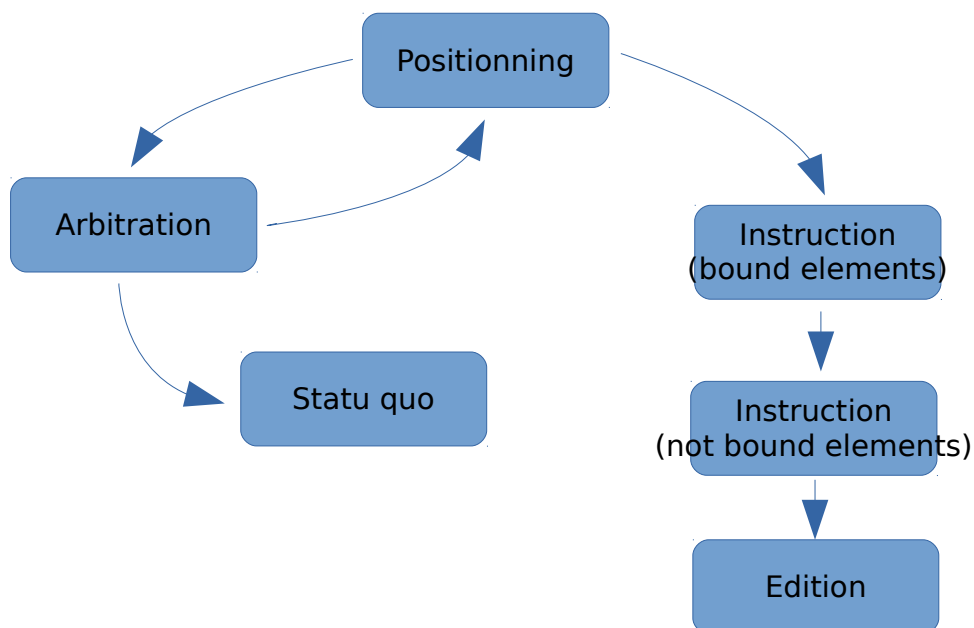 Positionning
Arbitration
Instruction
(bound elements)
Statu quo
Instruction
(not bound elements)
Edition